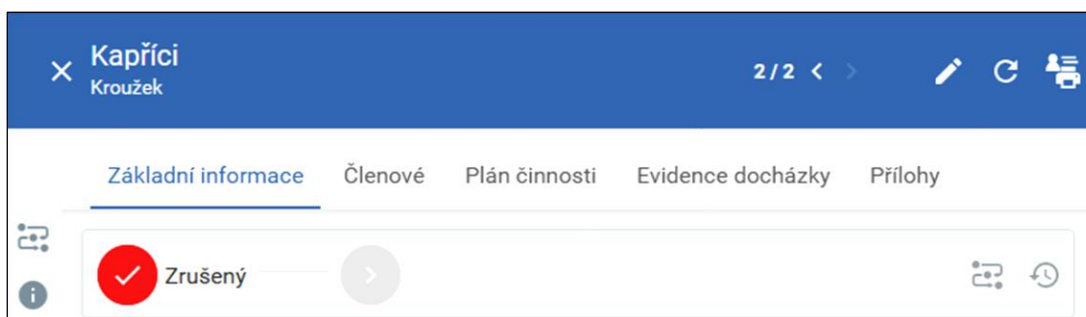 Kapříci
Kroužek
2/2
Základní informace Členové Plán činnosti Evidence docházky Přílohy
Zrušený